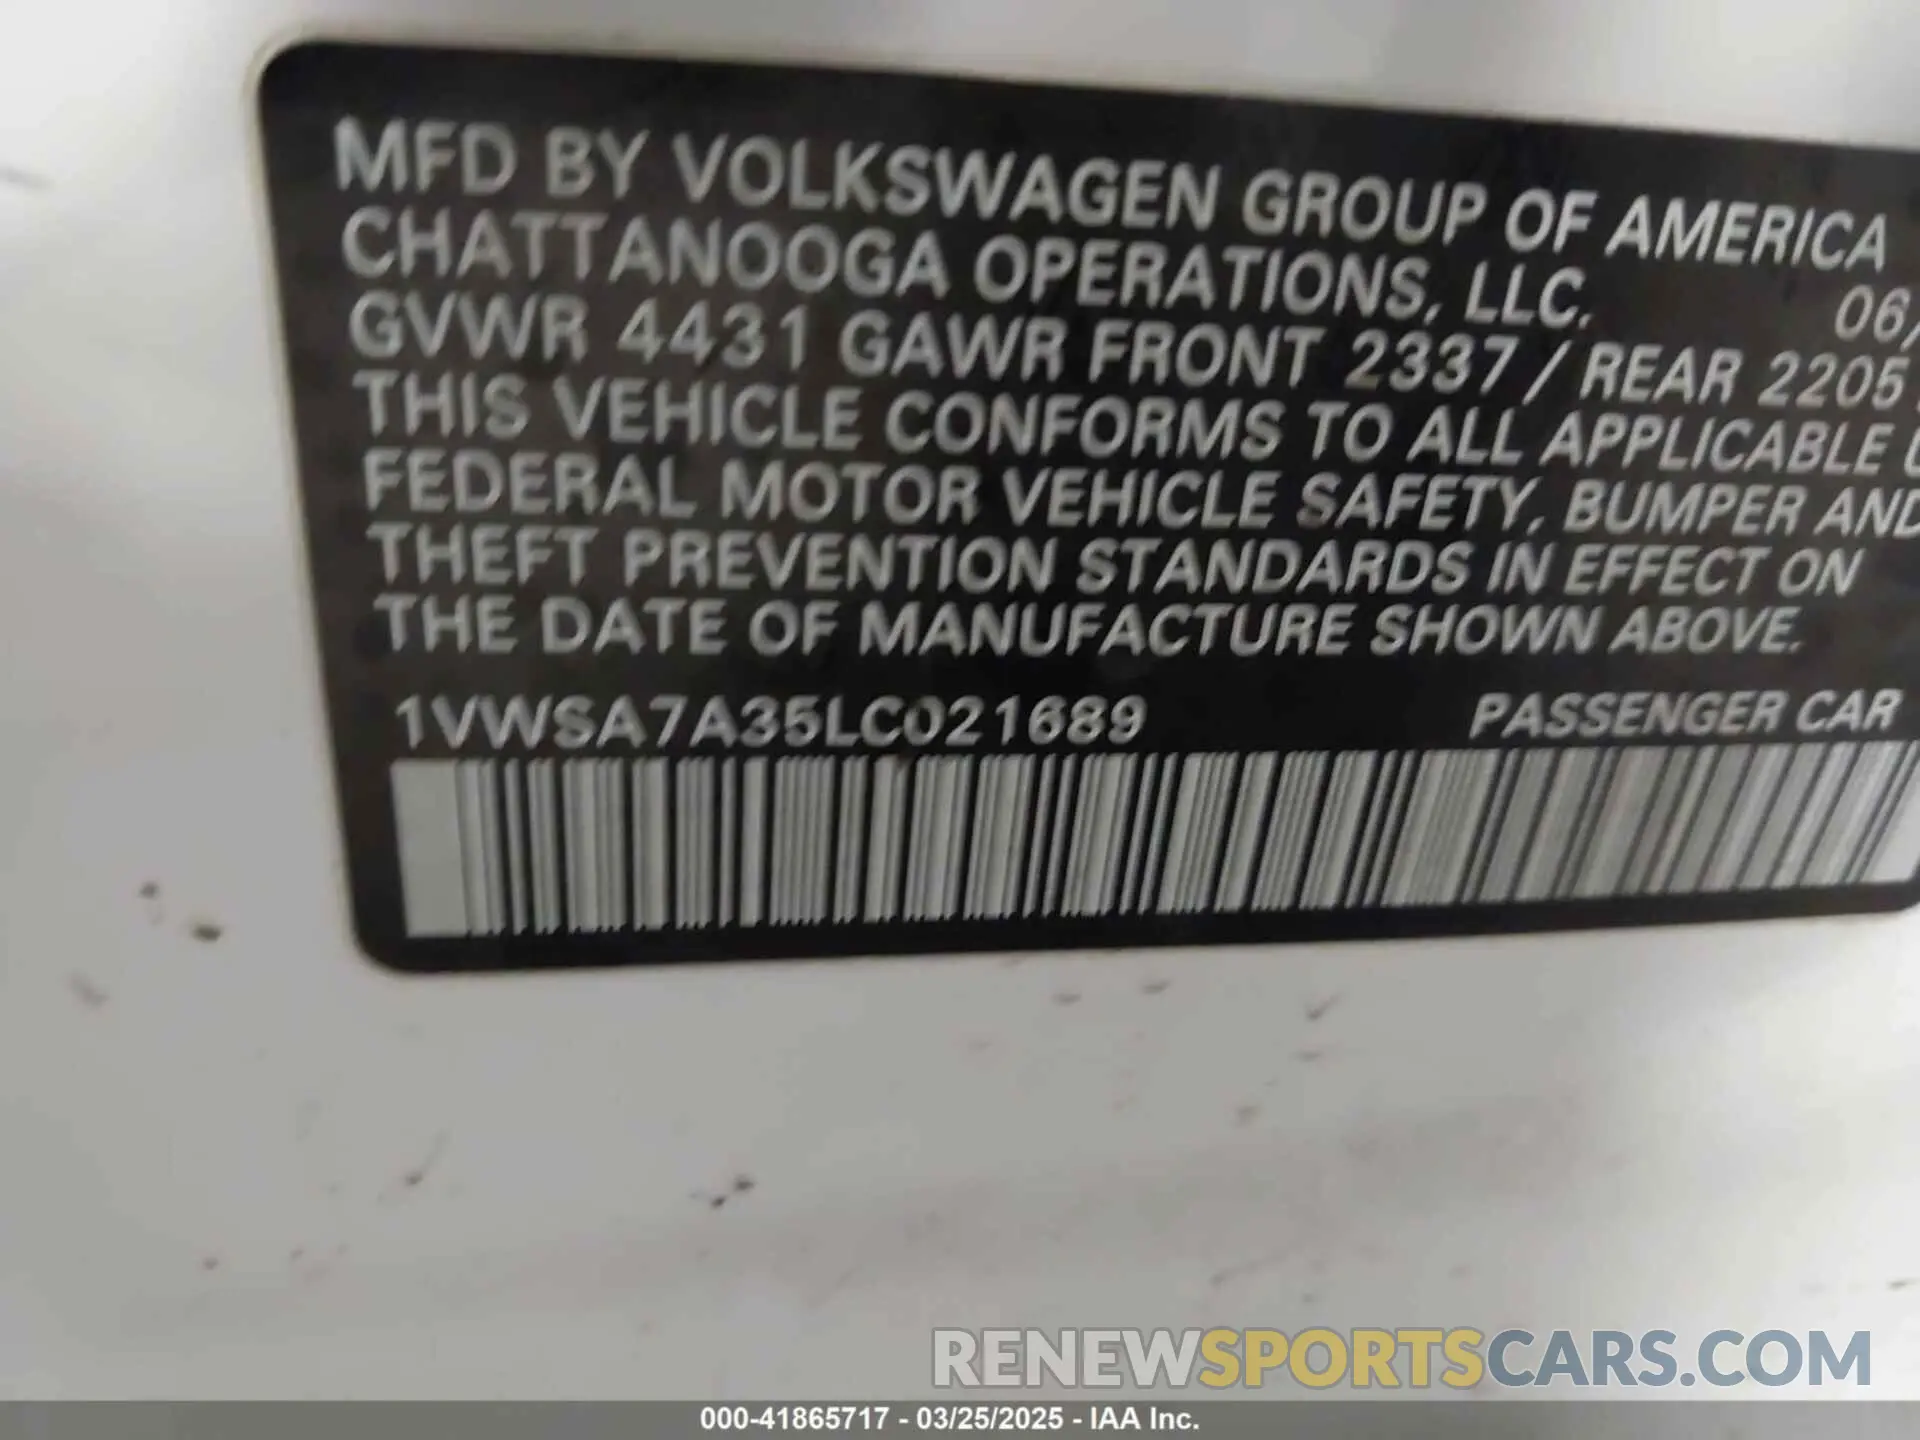 MFD BY VOLKSWAGEN GROUP OF AMERICA
CHATTANOOGA OPERATIONS, LLC. 06/
GVWR 4431 GAWR FRONT 2337 / REAR 2205
THIS VEHICLE CONFORMS TO ALL APPLICABLE
FEDERAL MOTOR VEHICLE SAFETY, BUMPER AND
THEFT PREVENTION STANDARDS IN EFFECT ON
THE DATE OF MANUFACTURE SHOWN ABOVE.
1VWSA7A35LC021689 PASSENGER CAR
RENEWSPORTSCARS.COM
000-41865717 - 03/25/2025 - IAA Inc.